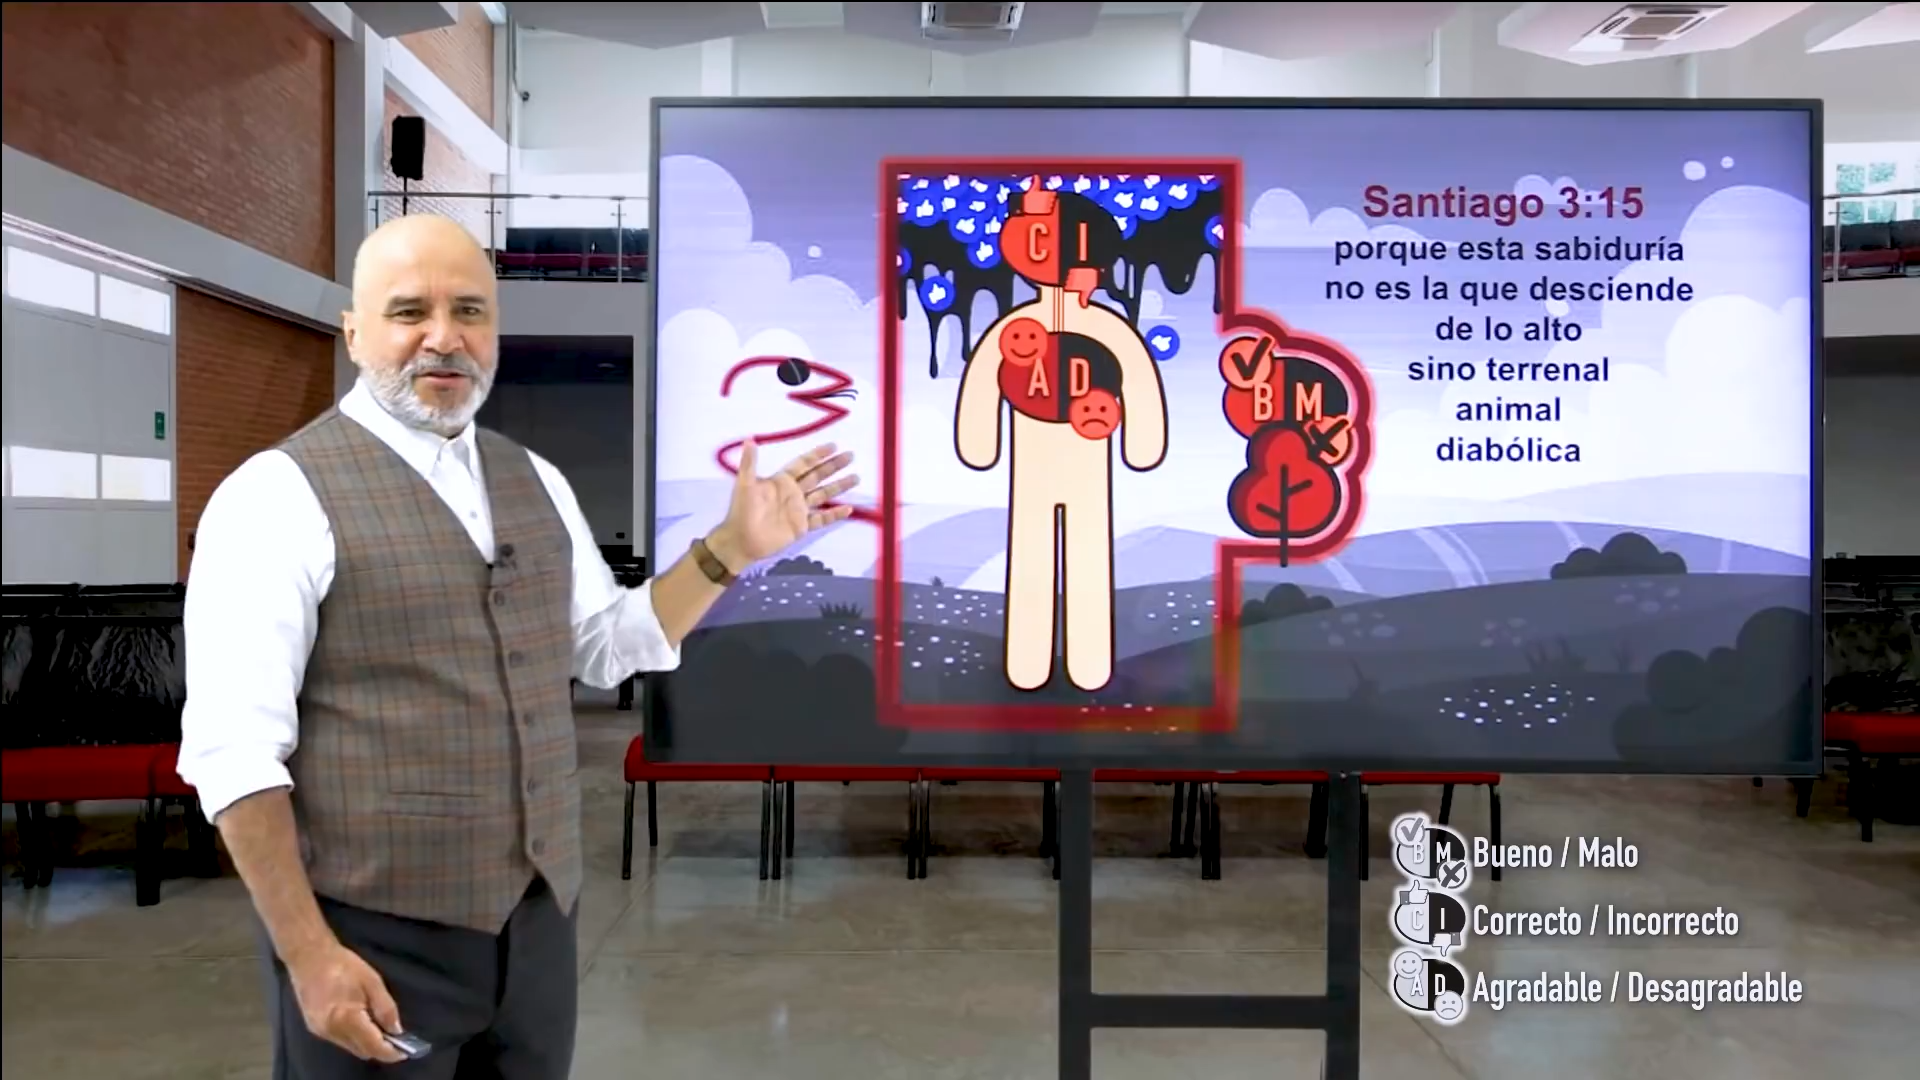 Santiago 3:15
porque esta sabiduría
no es la que desciende
de lo alto
sino terrenal
animal
diabólica
C I
A D
B M
B M Bueno / Malo
C I Correcto / Incorrecto
A D Agradable / Desagradable